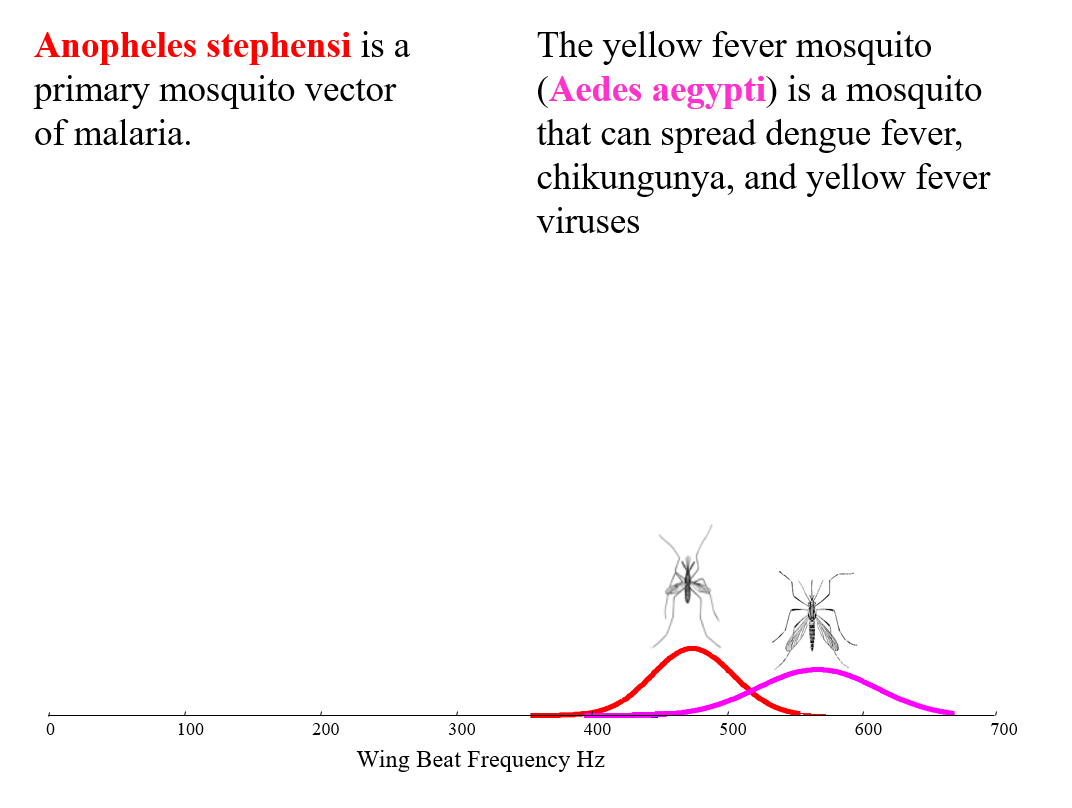 Anopheles stephensi is a
primary mosquito vector
of malaria.
The yellow fever mosquito
(Aedes aegypti) is a mosquito
that can spread dengue fever,
chikungunya, and yellow fever
viruses
0 100 200 300 400 500 600 700
Wing Beat Frequency Hz